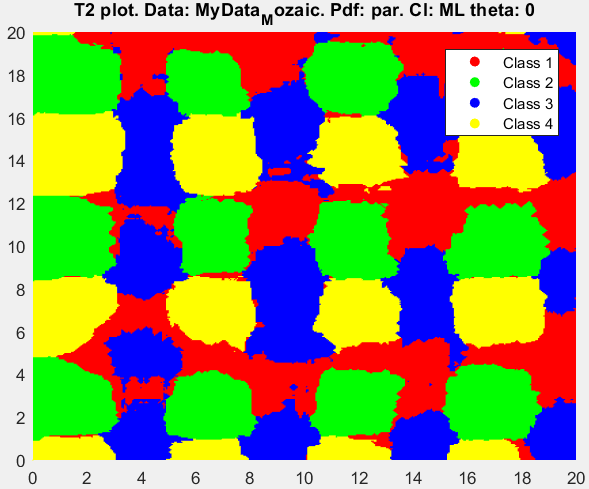 T2 plot. Data: MyData_Mozaic. Pdf: par. Cl: ML theta: 0
20
18
16
14
12
10
8
6
4
2
0
Class 1
Class 2
Class 3
Class 4
0 2 4 6 8 10 12 14 16 18 20